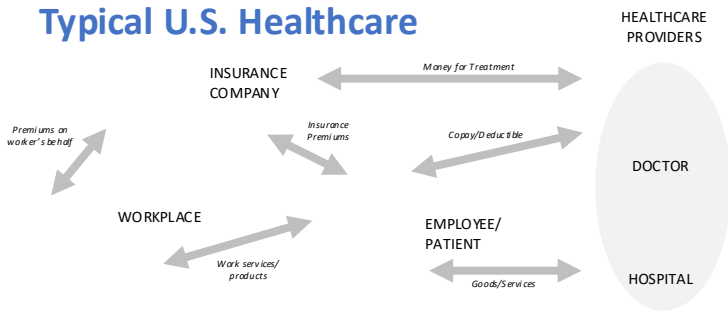 Typical U.S. Healthcare
HEALTHCARE
PROVIDERS
INSURANCE
COMPANY
Money for Treatment
Premiums on
worker's behalf
Insurance
Premiums
Copay/Deductible
DOCTOR
WORKPLACE
EMPLOYEE/
PATIENT
Work services/
products
Goods/Services
HOSPITAL